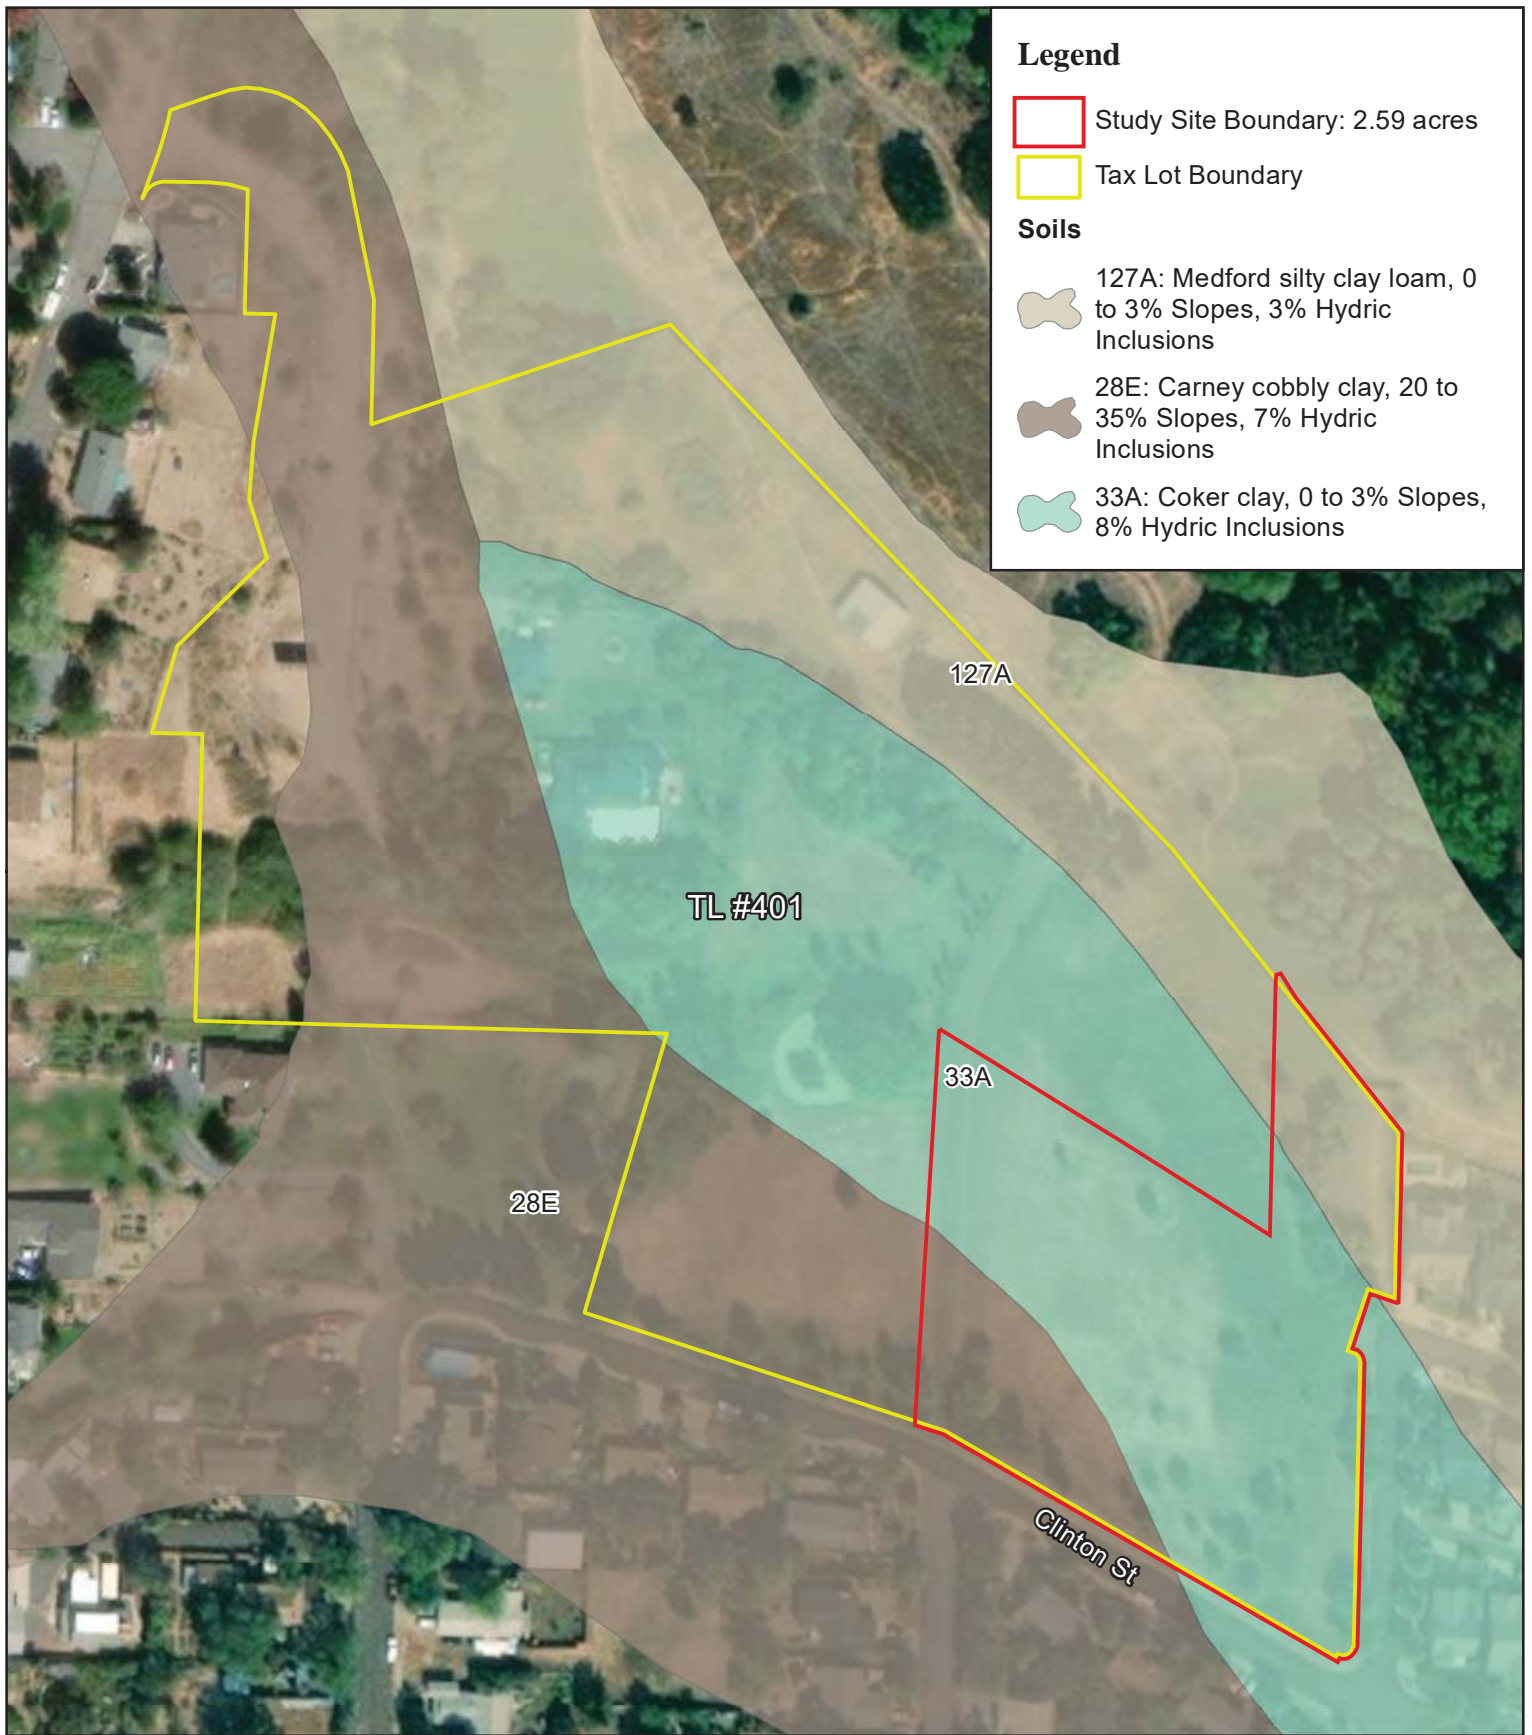 Legend
Study Site Boundary: 2.59 acres
Tax Lot Boundary
Soils
127A: Medford silty clay loam, 0
to 3% Slopes, 3% Hydric
Inclusions
28E: Carney cobbly clay, 20 to
35% Slopes, 7% Hydric
Inclusions
33A: Coker clay, 0 to 3% Slopes,
8% Hydric Inclusions
127A
TL #401
33A
28E
Clinton St